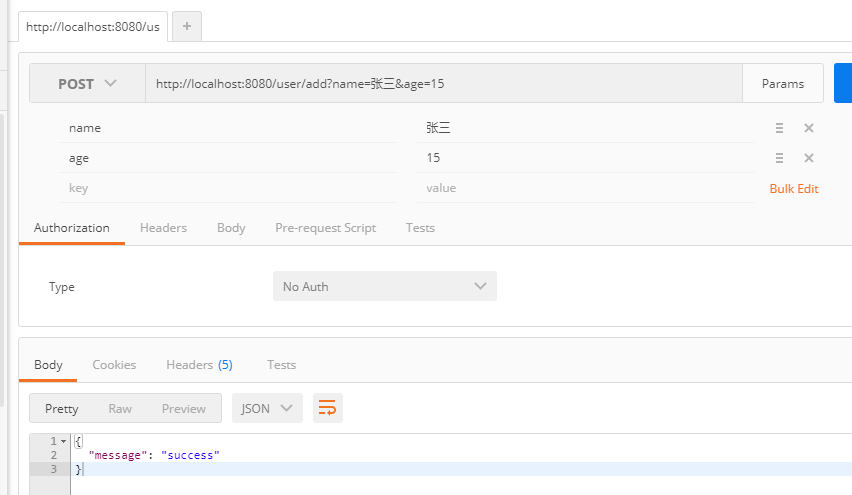 http://localhost:8080/us +
POST http://localhost:8080/user/add?name=张三&age=15 Params
name 张三
age 15
key value Bulk Edit
Authorization Headers Body Pre-request Script Tests
Type No Auth
Body Cookies Headers (5) Tests
Pretty Raw Preview JSON
1 {
2 "message": "success"
3 }